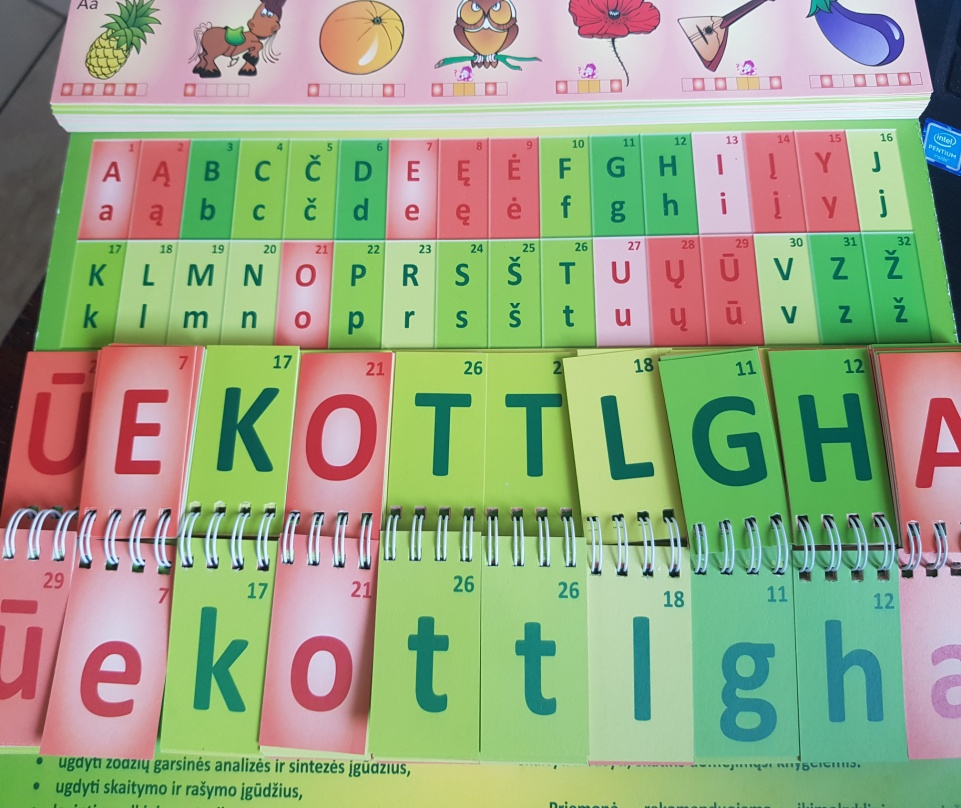 Aa
1 2 3 4 5 6 7 8 9 10 11 12 13 14 15 16
A Ą B C Č D E Ę Ė F G H I Į Y J
a ą b c č d e ę ė f g h i į y j
17 18 19 20 21 22 23 24 25 26 27 28 29 30 31 32
K L M N O P R S Š T U Ų Ū V Z Ž
k l m n o p r s š t u ų ū v z ž
7 17 21 26 18 11 12
Ū E K O T T L G H A
29 7 17 21 26 26 18 11 12
ū e k o t t l g h a
intel
PENTIUM
inside
• ugdyti žodžių garsinės analizės ir sintezės įgūdžius,
• ugdyti skaitymo ir rašymo įgūdžius,